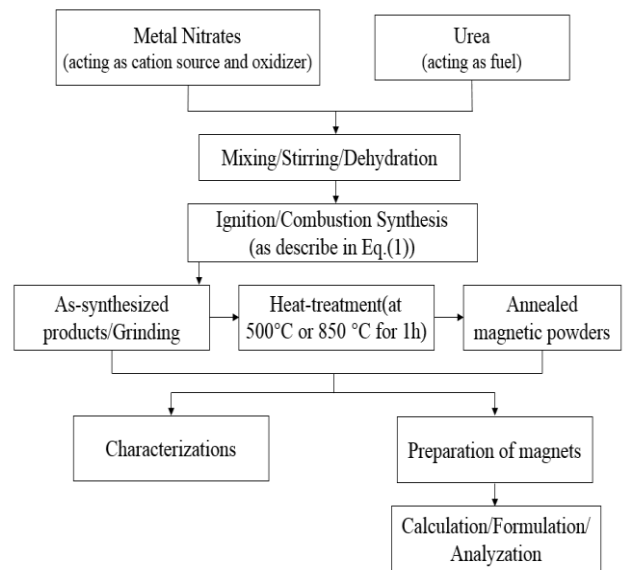 Metal Nitrates
(acting as cation source and oxidizer)
Urea
(acting as fuel)
Mixing/Stirring/Dehydration
Ignition/Combustion Synthesis
(as describe in Eq.(1))
As-synthesized
products/Grinding
Heat-treatment(at
500°C or 850 °C for 1h)
Annealed
magnetic powders
Characterizations
Preparation of magnets
Calculation/Formulation/
Analyzation